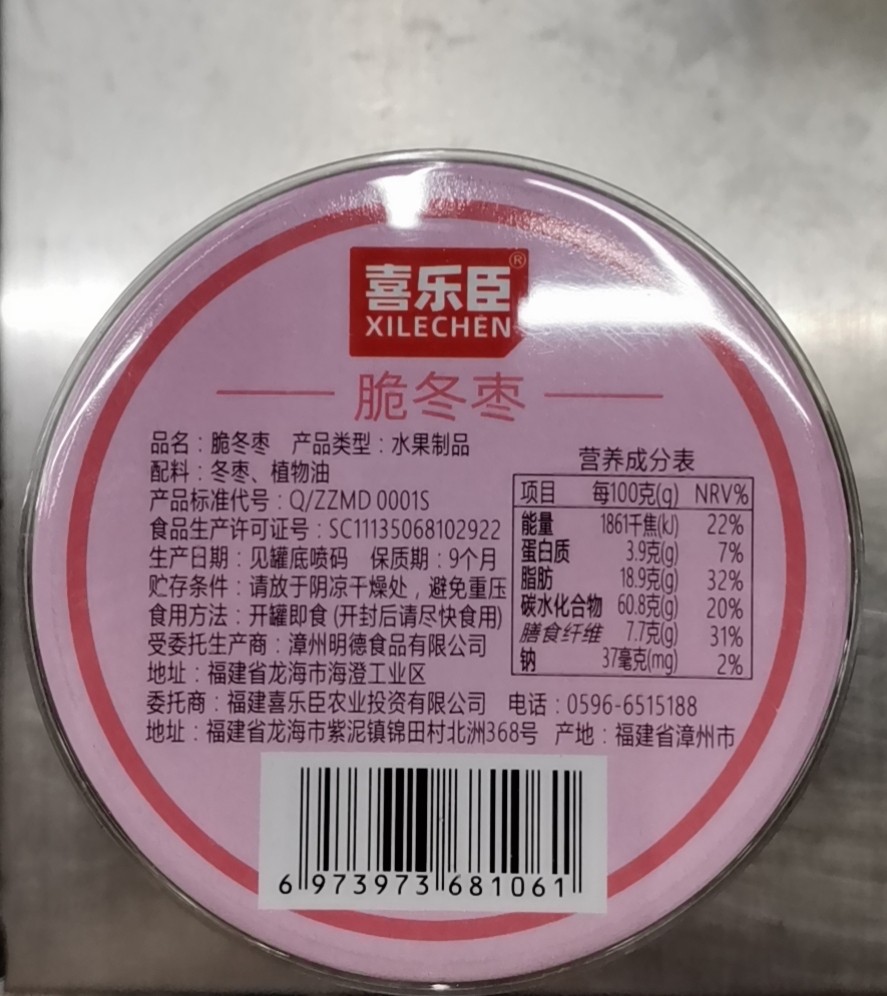 喜乐臣®
XILECHEN
脆冬枣
品名：脆冬枣 产品类型：水果制品
配料：冬枣、植物油
产品标准代号：Q/ZZMD 0001S
食品生产许可证号：SC11135068102922
生产日期：见罐底喷码 保质期：9个月
贮存条件：请放于阴凉干燥处，避免重压
食用方法：开罐即食(开封后请尽快食用)
受委托生产商：漳州明德食品有限公司
地址：福建省龙海市海澄工业区
委托商：福建喜乐臣农业投资有限公司 电话：0596-6515188
地址：福建省龙海市紫泥镇锦田村北洲368号 产地：福建省漳州市
营养成分表
项目 每100克(g) NRV%
能量 1861千焦(kJ) 22%
蛋白质 3.9克(g) 7%
脂肪 18.9克(g) 32%
碳水化合物 60.8克(g) 20%
膳食纤维 7.7克(g) 31%
钠 37毫克(mg) 2%
6 973973 681061